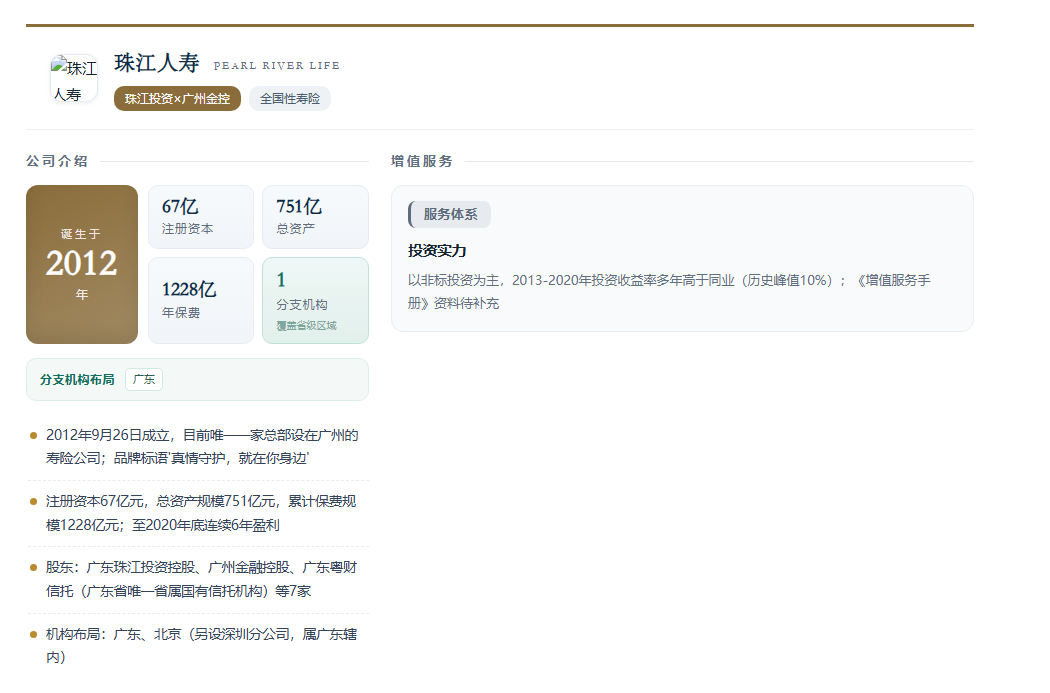 珠江人寿
珠江人寿 PEARL RIVER LIFE
珠江投资×广州金控 全国性寿险
公司介绍
诞生于
2012
年
67亿
注册资本
751亿
总资产
1228亿
年保费
1
分支机构
覆盖省级区域
分支机构布局 广东
2012年9月26日成立，目前唯一一家总部设在广州的
寿险公司；品牌标语'真情守护，就在你身边'
注册资本67亿元，总资产规模751亿元，累计保费规
模1228亿元；至2020年底连续6年盈利
股东：广东珠江投资控股、广州金融控股、广东粤财
信托（广东省唯一省属国有信托机构）等7家
机构布局：广东、北京（另设深圳分公司，属广东辖
内）
增值服务
服务体系
投资实力
以非标投资为主，2013-2020年投资收益率多年高于同业（历史峰值10%）；《增值服务手
册》资料待补充